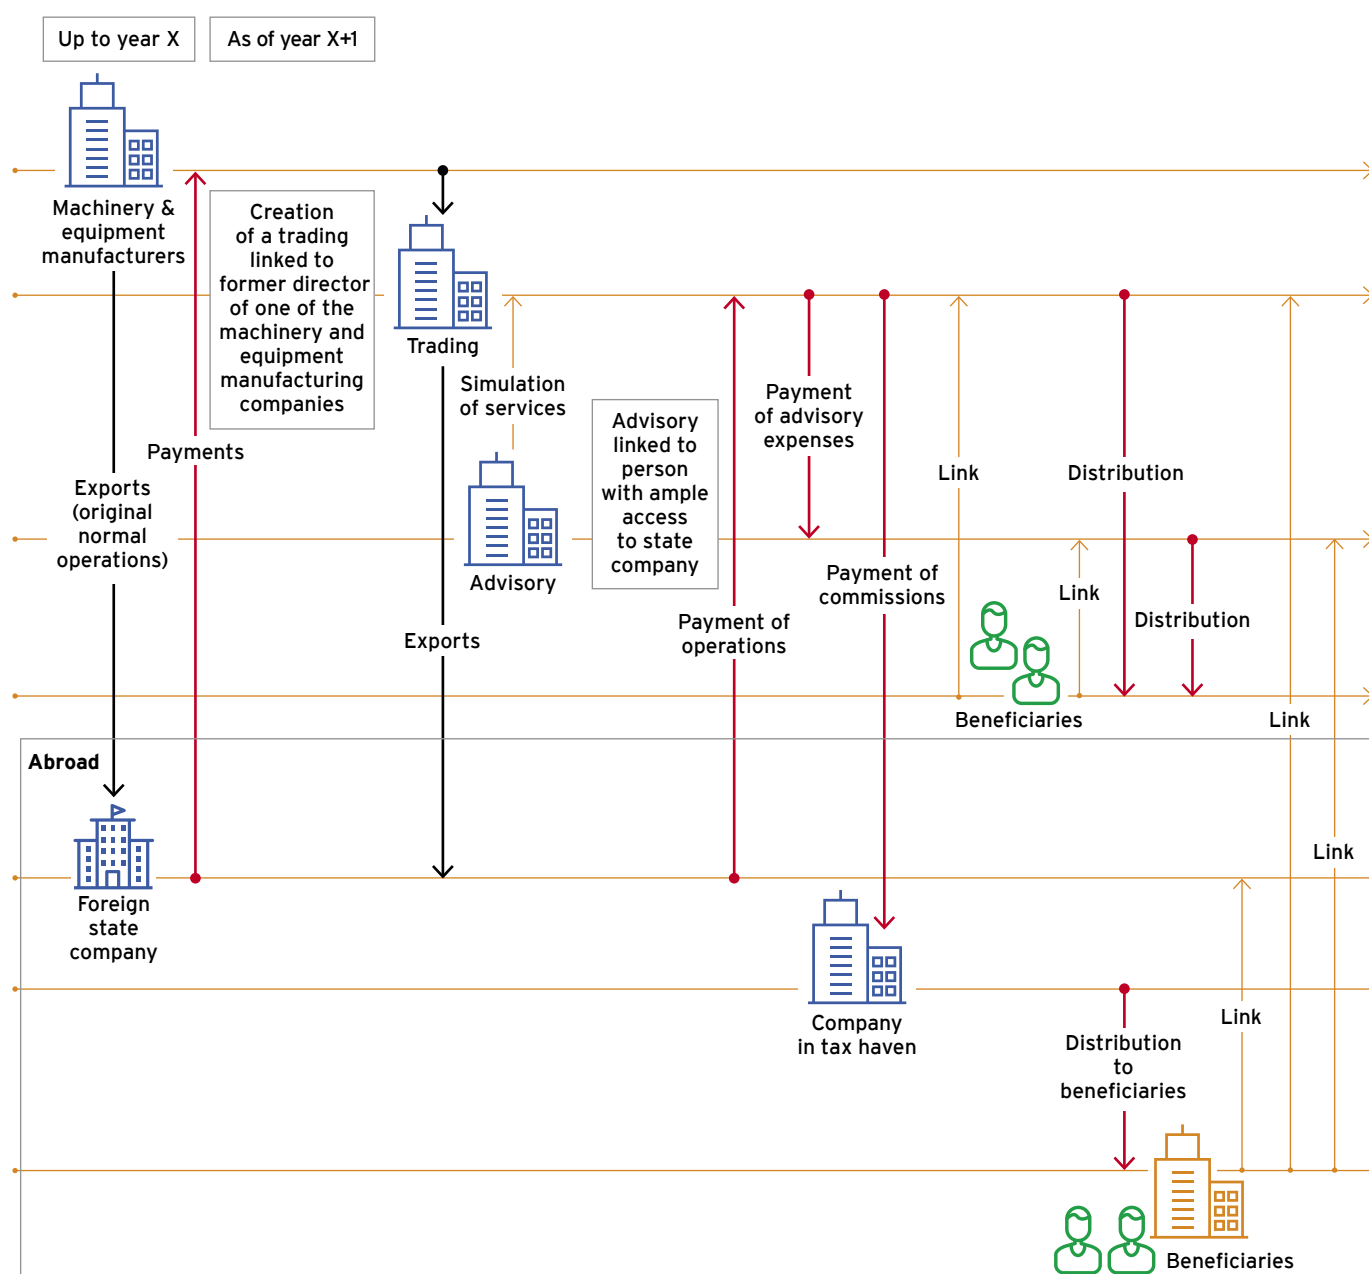 Up to year X
As of year X+1
Machinery &
equipment
manufacturers
Creation
of a trading
linked to
former director
of one of the
machinery and
equipment
manufacturing
companies
Trading
Simulation
of services
Payments
Exports
(original
normal
operations)
Advisory
Advisory
linked to
person
with ample
access
to state
company
Payment
of advisory
expenses
Link
Distribution
Payment of
commissions
Link
Distribution
Exports
Payment of
operations
Beneficiaries
Link
Abroad
Link
Foreign
state
company
Company
in tax haven
Link
Distribution
to
beneficiaries
Beneficiaries